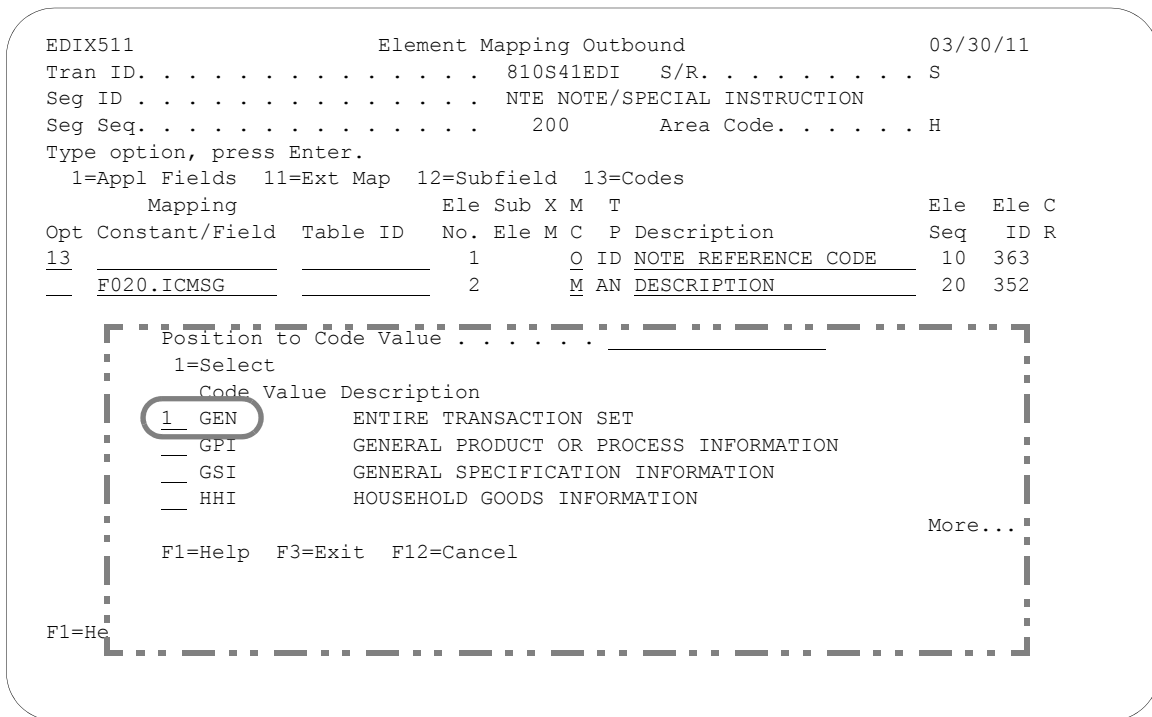 EDIX511 Element Mapping Outbound 03/30/11
Tran ID. . . . . . . . . . . . . . . 810S41EDI S/R. . . . . . . . . S
Seg ID . . . . . . . . . . . . . . . NTE NOTE/SPECIAL INSTRUCTION
Seg Seq. . . . . . . . . . . . . . . 200 Area Code. . . . . . H
Type option, press Enter.
1=Appl Fields 11=Ext Map 12=Subfield 13=Codes
Mapping Ele Sub X M T Ele Ele C
Opt Constant/Field Table ID No. Ele M C P Description Seq ID R
13 1 O ID NOTE REFERENCE CODE 10 363
F020.ICMSG 2 M AN DESCRIPTION 20 352
Position to Code Value . . . . . .
1=Select
Code Value Description
1 GEN ENTIRE TRANSACTION SET
GPI GENERAL PRODUCT OR PROCESS INFORMATION
GSI GENERAL SPECIFICATION INFORMATION
HHI HOUSEHOLD GOODS INFORMATION
More...
F1=Help F3=Exit F12=Cancel
F1=He